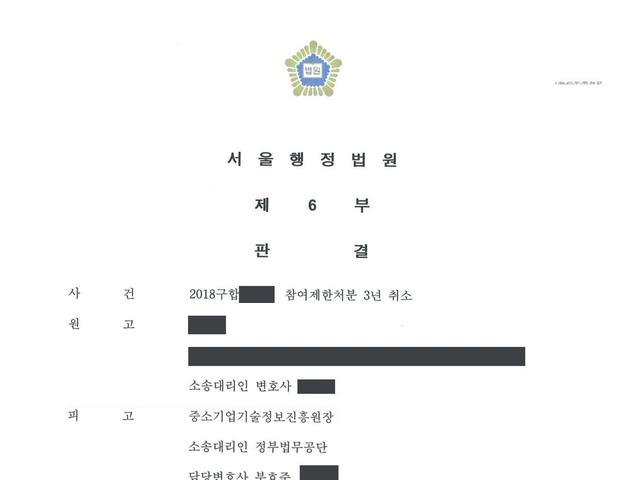 법원
서울행정법원
제 6 부
판 결
사 건 2018구합 참여제한처분 3년 취소
원 고
소송대리인 변호사
피 고 중소기업기술정보진흥원장
소송대리인 정부법무공단
담당변호사 부효준